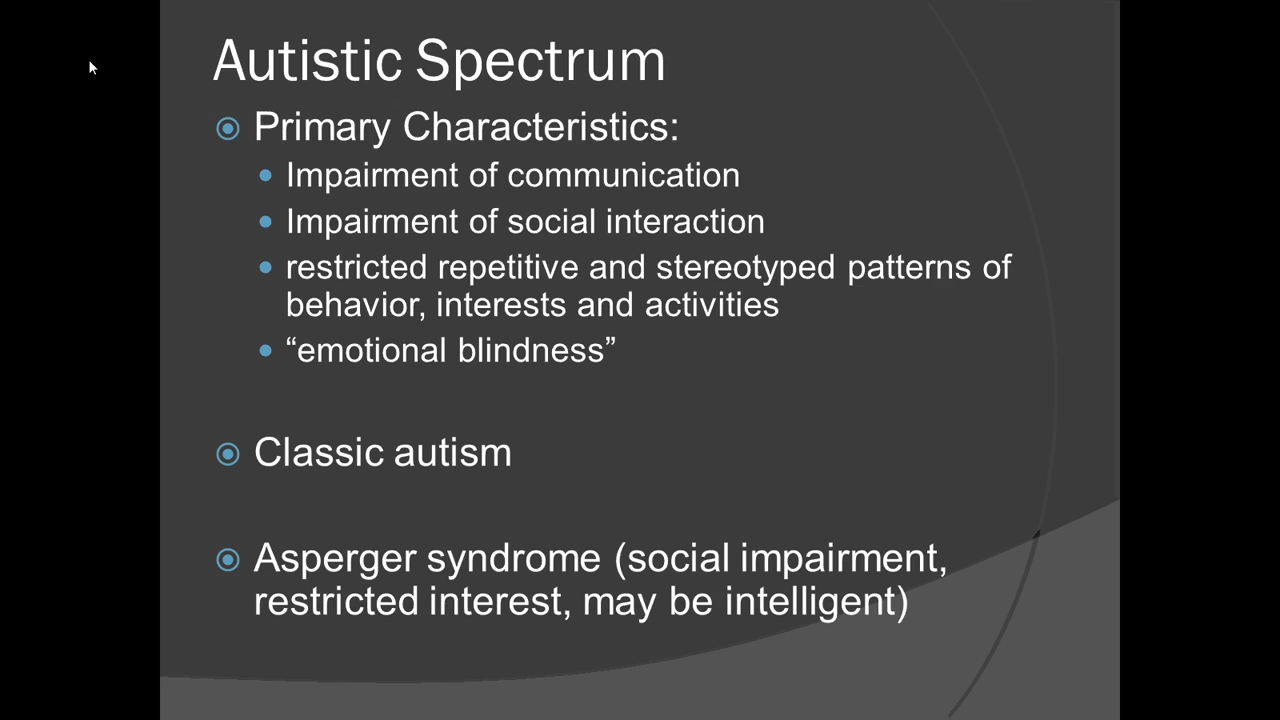 Autistic Spectrum
Primary Characteristics:
Impairment of communication
Impairment of social interaction
restricted repetitive and stereotyped patterns of
behavior, interests and activities
“emotional blindness”
Classic autism
Asperger syndrome (social impairment,
restricted interest, may be intelligent)